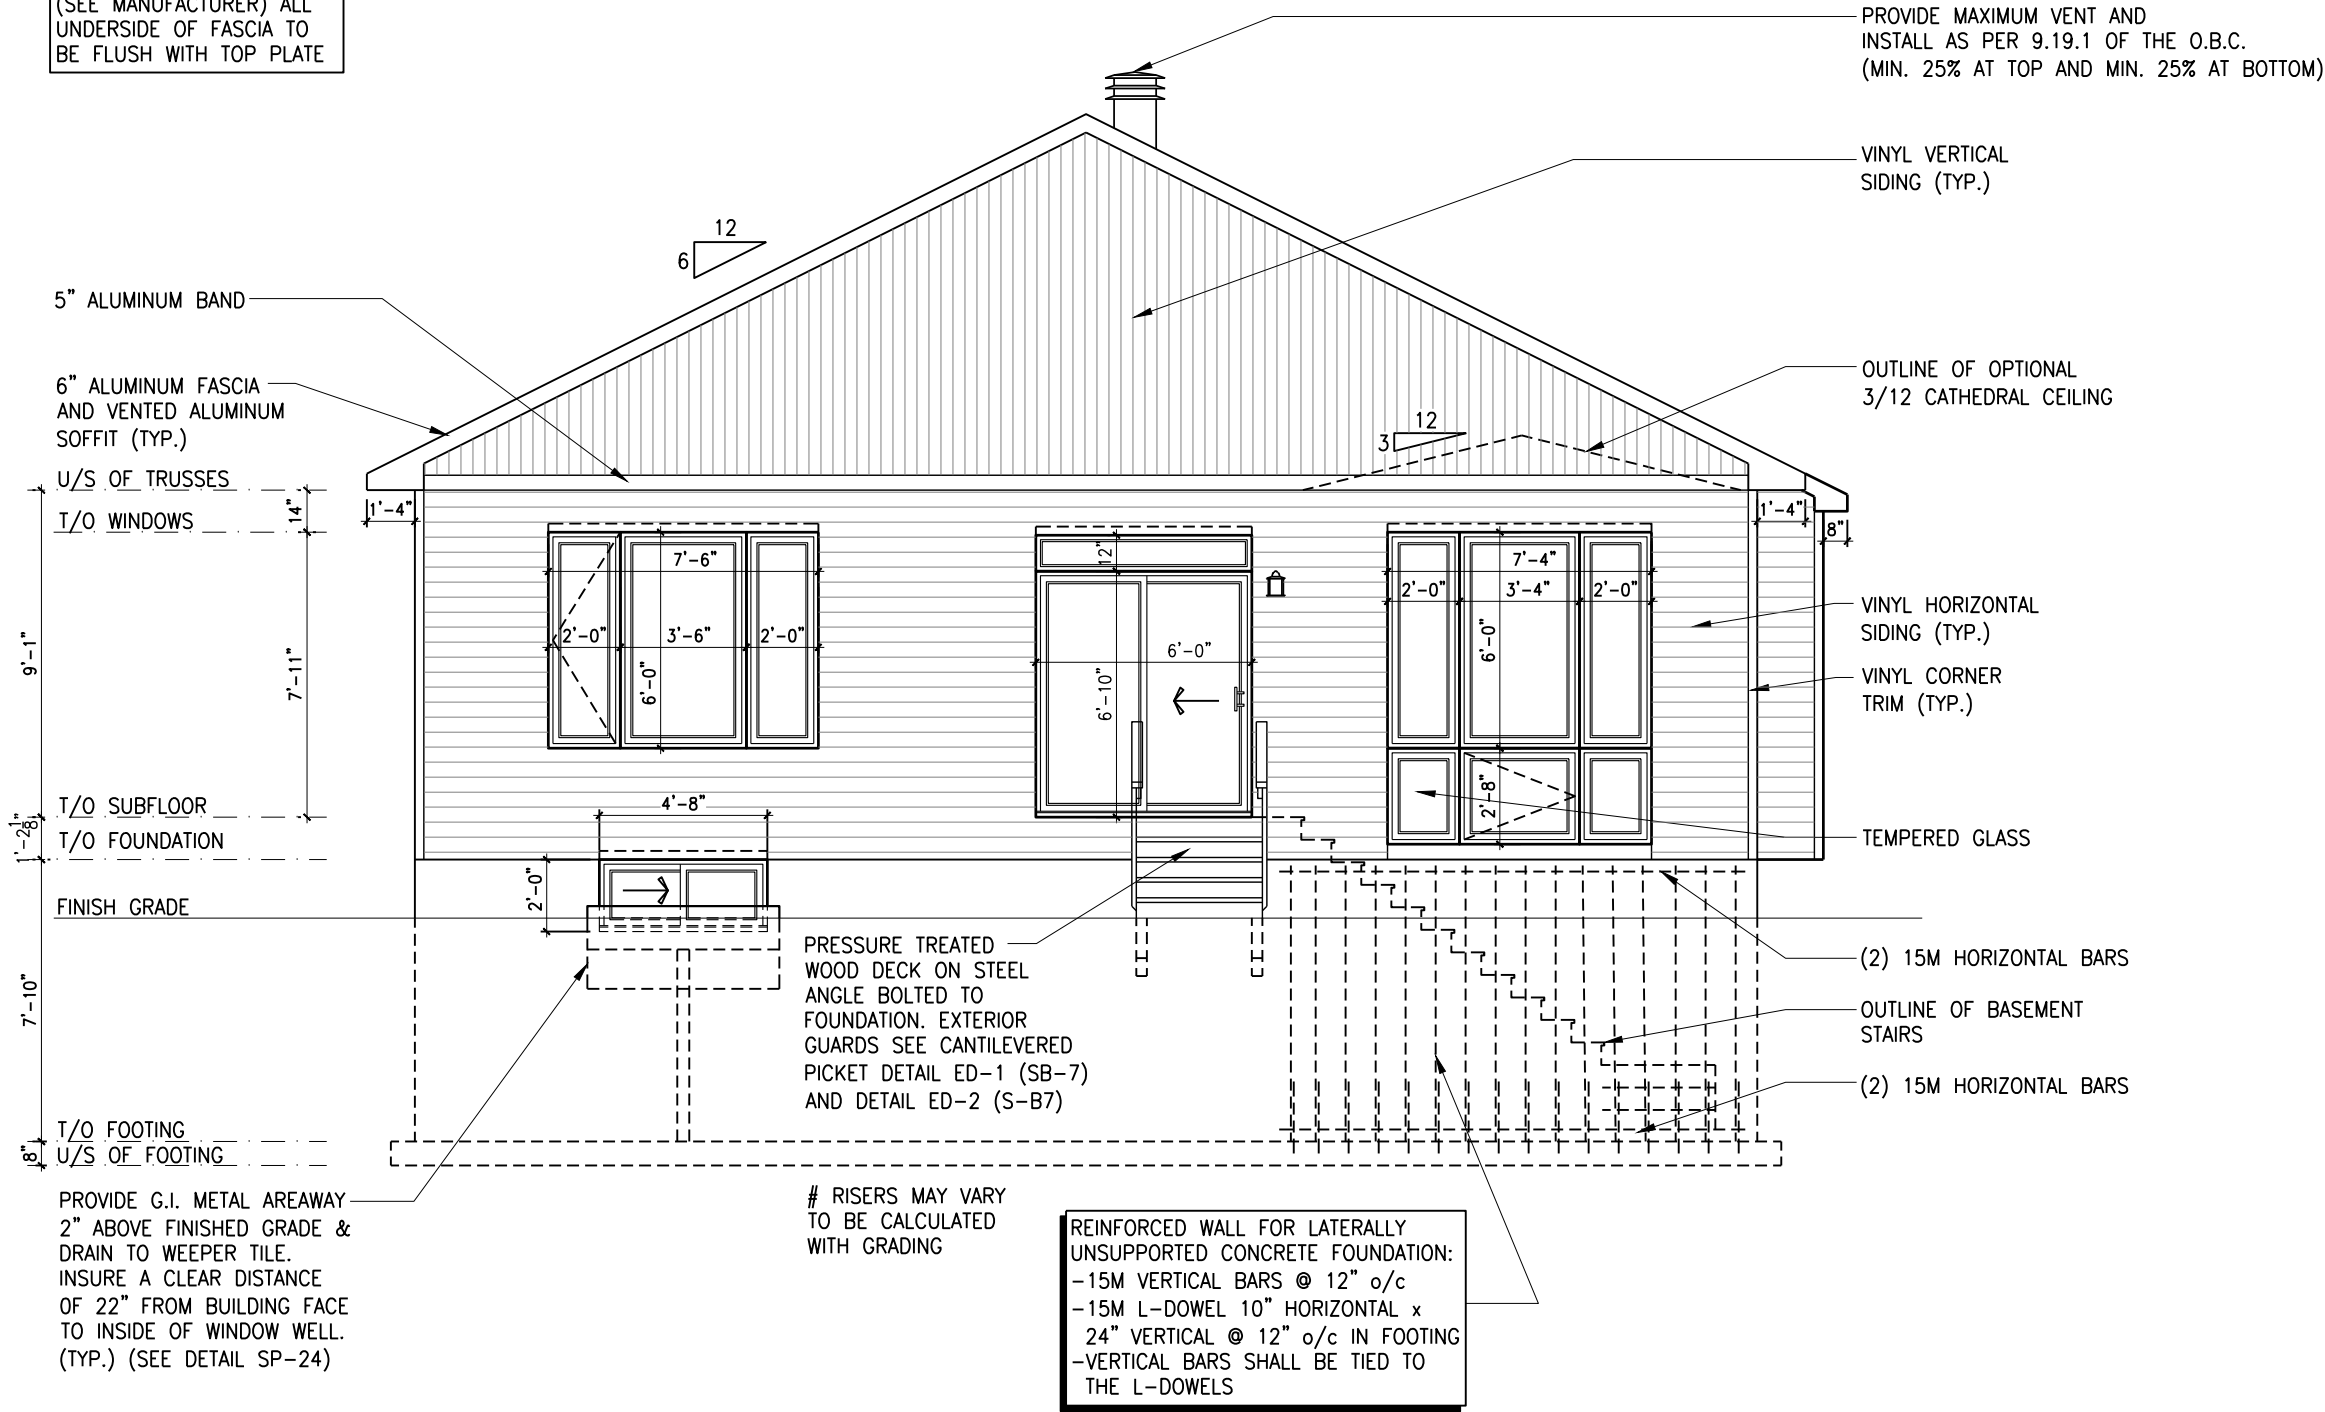 (SEE MANUFACTURER) ALL
UNDERSIDE OF FASCIA TO
BE FLUSH WITH TOP PLATE
PROVIDE MAXIMUM VENT AND
INSTALL AS PER 9.19.1 OF THE O.B.C.
(MIN. 25% AT TOP AND MIN. 25% AT BOTTOM)
VINYL VERTICAL
SIDING (TYP.)
12
6
5" ALUMINUM BAND
6" ALUMINUM FASCIA
AND VENTED ALUMINUM
SOFFIT (TYP.)
OUTLINE OF OPTIONAL
3/12 CATHEDRAL CEILING
12
3
U/S OF TRUSSES
T/O WINDOWS
14"
1'-4"
1'-4"
8"
9'-1"
7'-11"
7'-6"
2'-0"
3'-6"
2'-0"
6'-0"
12"
6'-0"
6'-10"
7'-4"
2'-0"
3'-4"
2'-0"
6'-0"
2'-8"
VINYL HORIZONTAL
SIDING (TYP.)
VINYL CORNER
TRIM (TYP.)
T/O SUBFLOOR
T/O FOUNDATION
1'-2 1/8"
4'-8"
2'-0"
TEMPERED GLASS
FINISH GRADE
7'-10"
PRESSURE TREATED
WOOD DECK ON STEEL
ANGLE BOLTED TO
FOUNDATION. EXTERIOR
GUARDS SEE CANTILEVERED
PICKET DETAIL ED-1 (SB-7)
AND DETAIL ED-2 (S-B7)
(2) 15M HORIZONTAL BARS
OUTLINE OF BASEMENT
STAIRS
(2) 15M HORIZONTAL BARS
T/O FOOTING
U/S OF FOOTING
8"
PROVIDE G.I. METAL AREAWAY
2" ABOVE FINISHED GRADE &
DRAIN TO WEEPER TILE.
INSURE A CLEAR DISTANCE
OF 22" FROM BUILDING FACE
TO INSIDE OF WINDOW WELL.
(TYP.) (SEE DETAIL SP-24)
# RISERS MAY VARY
TO BE CALCULATED
WITH GRADING
REINFORCED WALL FOR LATERALLY
UNSUPPORTED CONCRETE FOUNDATION:
-15M VERTICAL BARS @ 12" o/c
-15M L-DOWEL 10" HORIZONTAL x
24" VERTICAL @ 12" o/c IN FOOTING
-VERTICAL BARS SHALL BE TIED TO
THE L-DOWELS